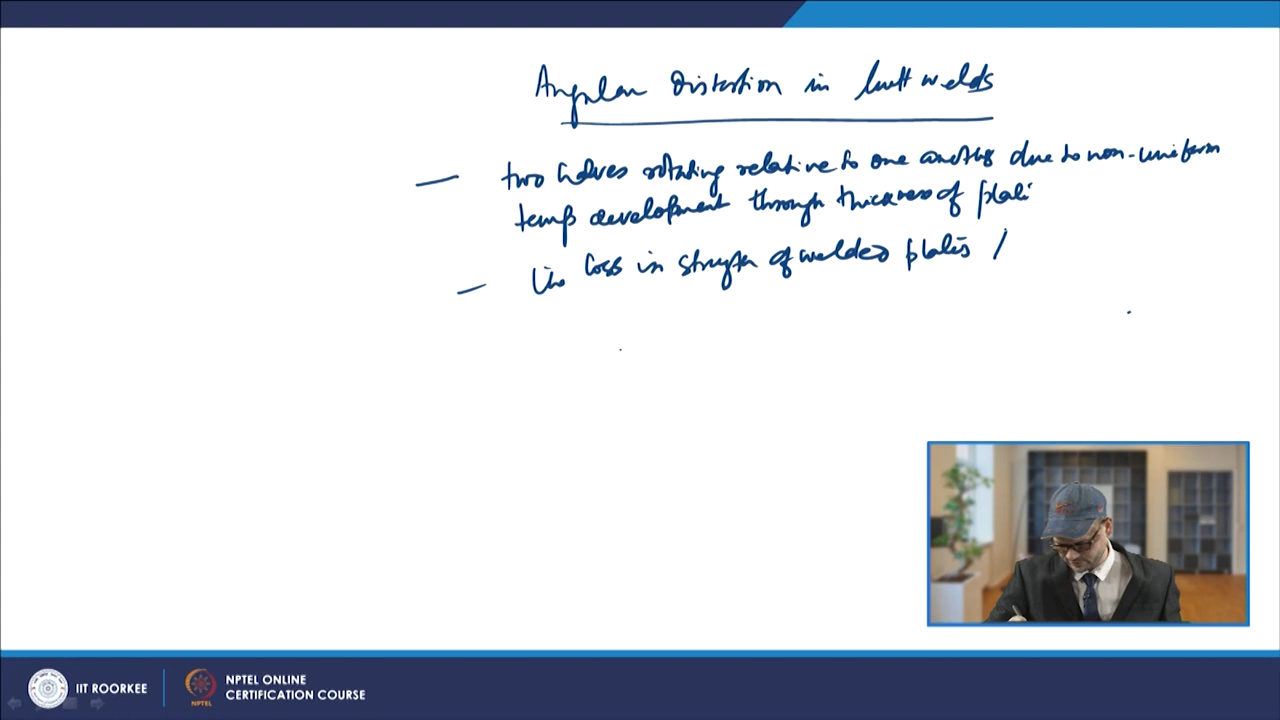 Angular Distortion in butt welds
— two halves rotating relative to one another due to non-uniform
temp development through thickness of plate
— loss in strength of welded plates /
IIT ROORKEE
NPTEL ONLINE
CERTIFICATION COURSE
NPTEL